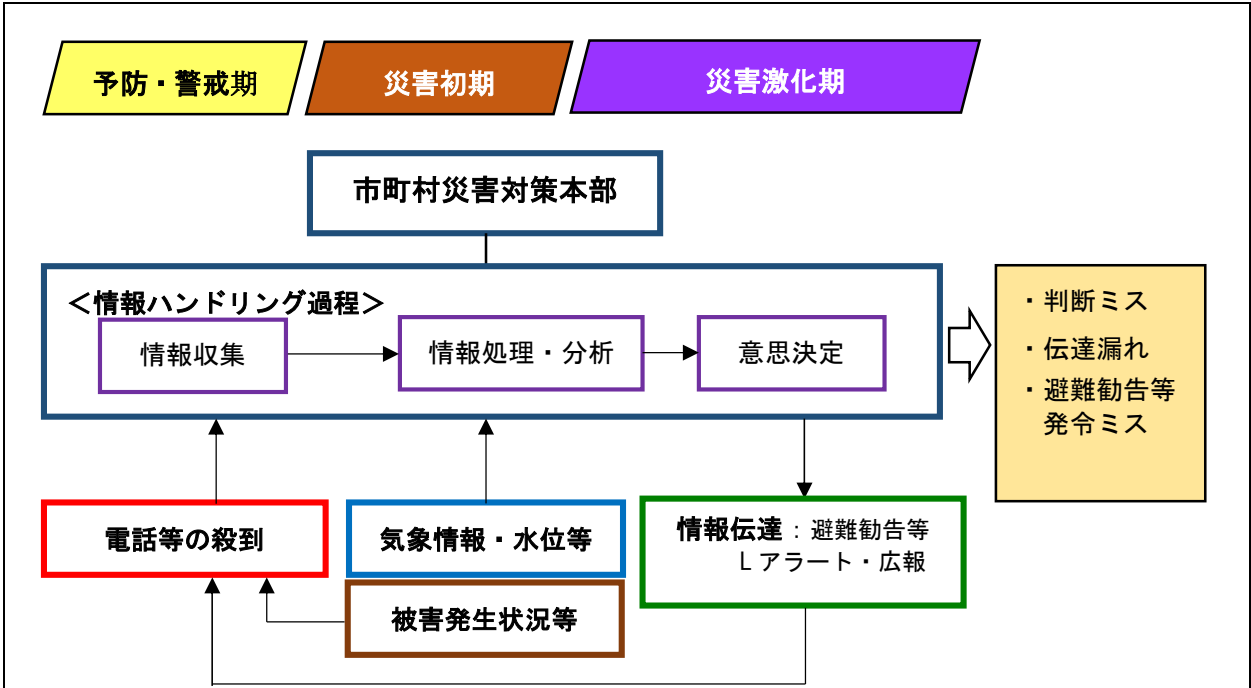 予防・警戒期
災害初期
災害激化期
市町村災害対策本部
＜情報ハンドリング過程＞
情報収集
情報処理・分析
意思決定
・判断ミス
・伝達漏れ
・避難勧告等
発令ミス
電話等の殺到
気象情報・水位等
情報伝達：避難勧告等
Ｌアラート・広報
被害発生状況等